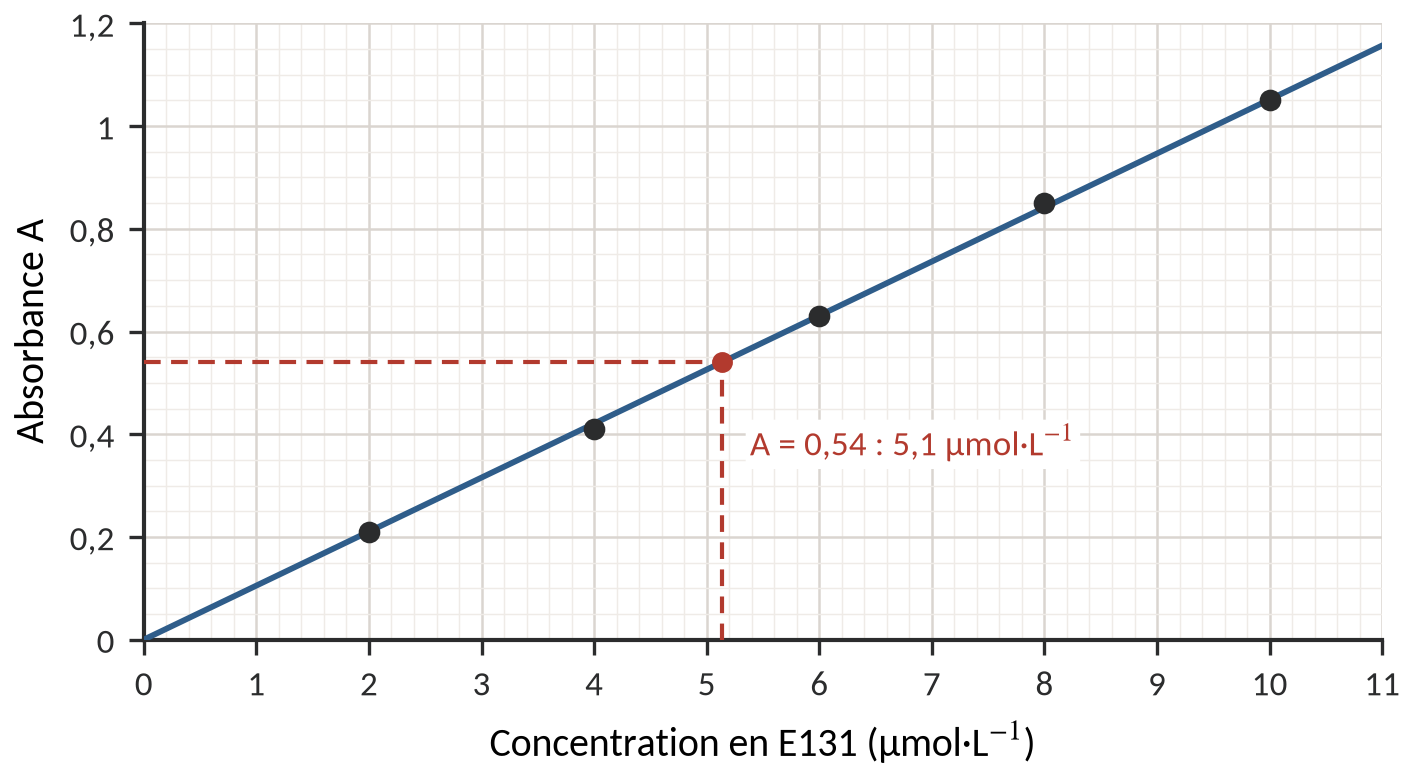 Absorbance A
1,2
1
0,8
0,6
0,4
0,2
0
A = 0,54 : 5,1 µmol·L⁻¹
0 1 2 3 4 5 6 7 8 9 10 11
Concentration en E131 (µmol·L⁻¹)